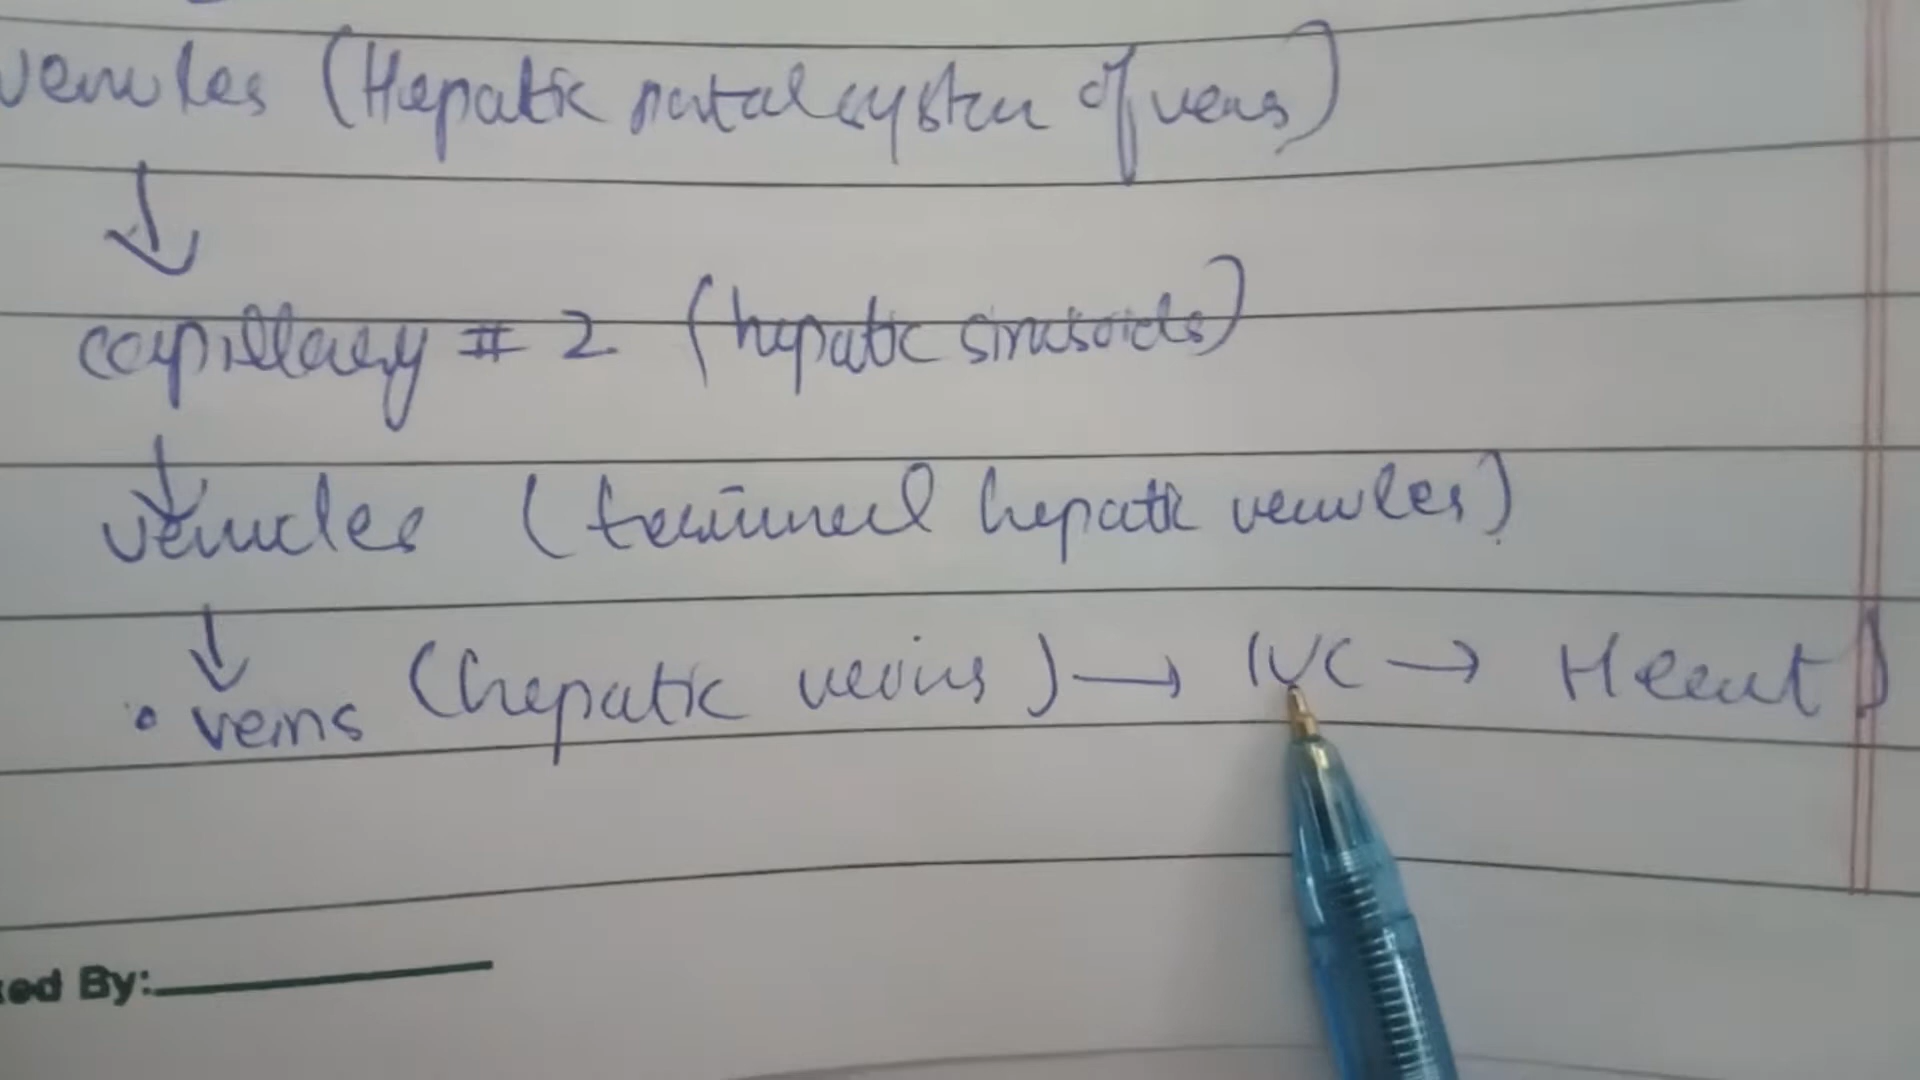 venules (Hepatic portal system of veins)
↓
capillary # 2 (hepatic sinusoids)
↓
venules (terminal hepatic venules)
↓
• veins (hepatic veins) → IVC → Heart
ed By: